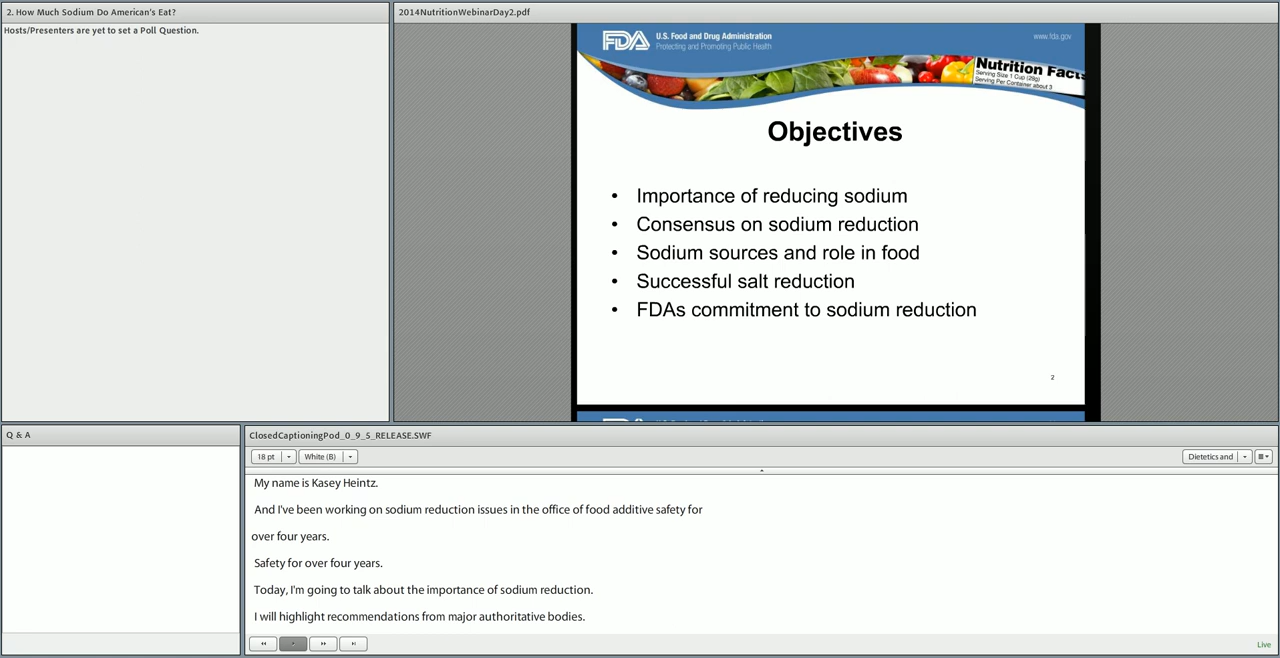 2. How Much Sodium Do American's Eat?
Hosts/Presenters are yet to set a Poll Question.
2014NutritionWebinarDay2.pdf
FDA U.S. Food and Drug Administration
Protecting and Promoting Public Health
www.fda.gov
Nutrition Facts
Serving Size 1 Cup (28g)
Serving Per Container about 3
Objectives
• Importance of reducing sodium
• Consensus on sodium reduction
• Sodium sources and role in food
• Successful salt reduction
• FDAs commitment to sodium reduction
2
Q & A
ClosedCaptioningPod_0_9_5_RELEASE.SWF
18 pt White (B) Dietetics and
My name is Kasey Heintz.
And I've been working on sodium reduction issues in the office of food additive safety for
over four years.
Safety for over four years.
Today, I'm going to talk about the importance of sodium reduction.
I will highlight recommendations from major authoritative bodies.
Live